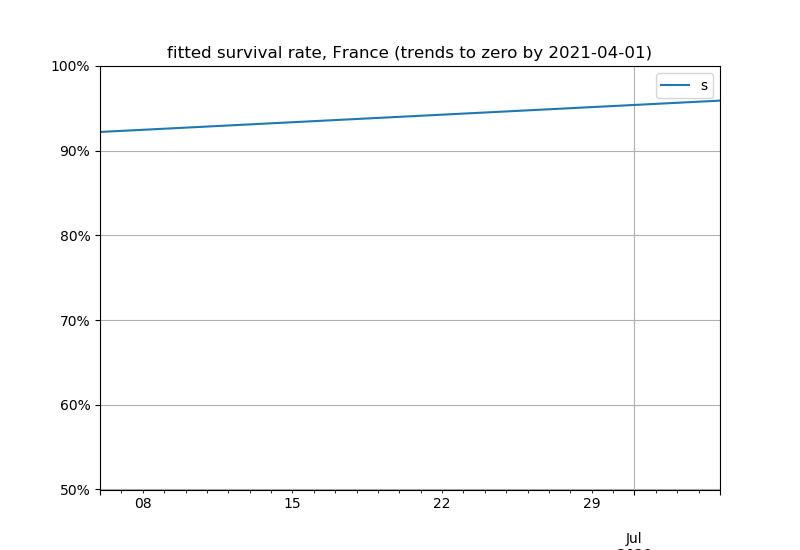 fitted survival rate, France (trends to zero by 2021-04-01)
100%
s
90%
80%
70%
60%
50%
08 15 22 29
Jul
2020